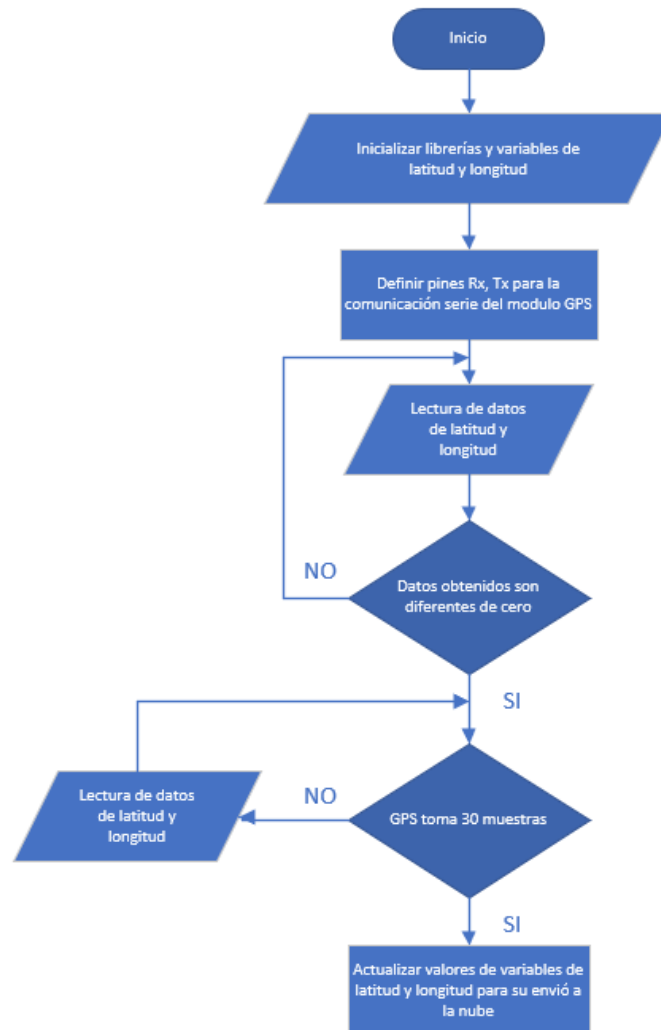 Inicio
Inicializar librerías y variables de
latitud y longitud
Definir pines Rx, Tx para la
comunicación serie del modulo GPS
Lectura de datos
de latitud y
longitud
NO
Datos obtenidos son
diferentes de cero
SI
Lectura de datos
de latitud y
longitud
NO
GPS toma 30 muestras
SI
Actualizar valores de variables de
latitud y longitud para su envió a
la nube